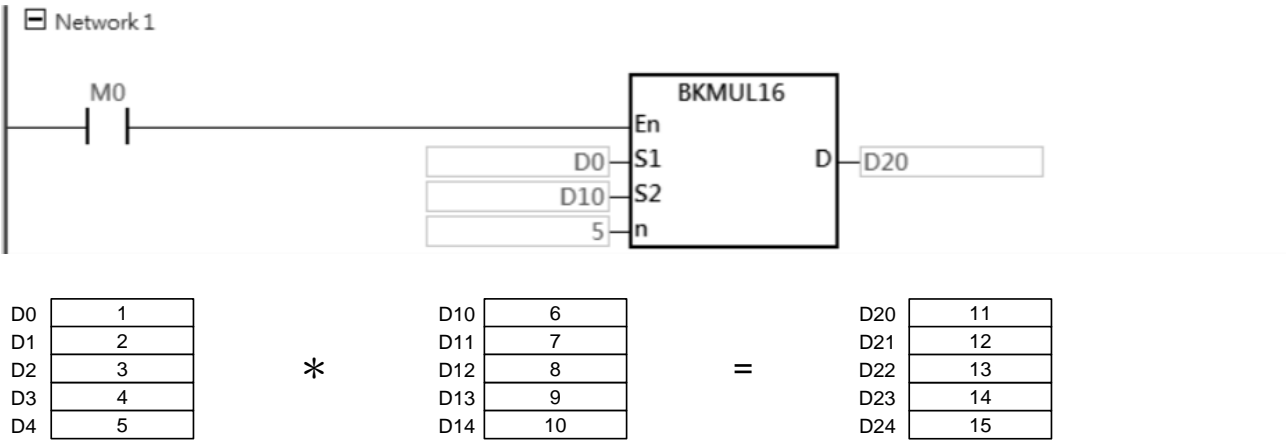 Network 1
M0
BKMUL16
En
D0 S1 D D20
D10 S2
5 n
D0 1 D10 6 D20 11
D1 2 D11 7 D21 12
D2 3 * D12 8 = D22 13
D3 4 D13 9 D23 14
D4 5 D14 10 D24 15